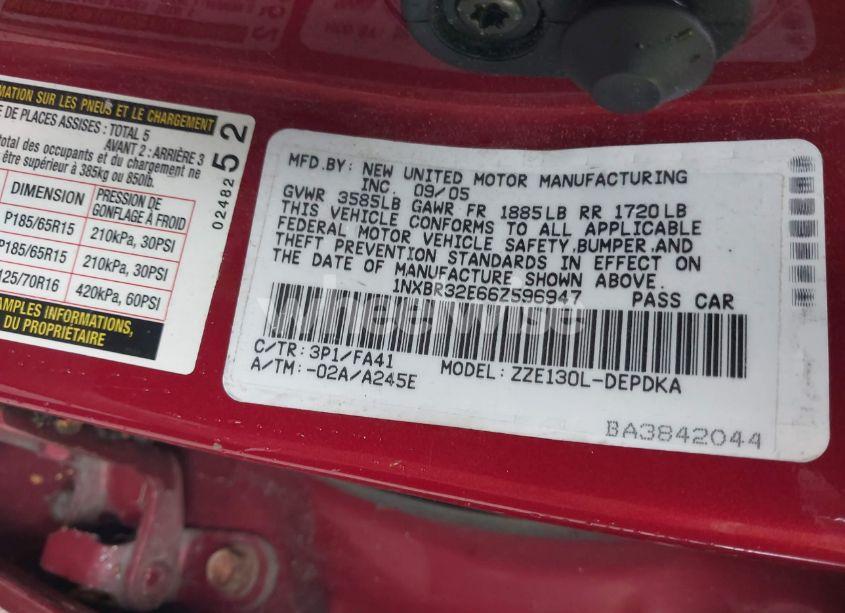 MATION SUR LES PNEUS ET LE CHARGEMENT
DE PLACES ASSISES : TOTAL 5
AVANT 2 : ARRIÈRE 3
total des occupants et du chargement ne
être supérieur à 385kg ou 850lb.
DIMENSION PRESSION DE GONFLAGE À FROID
P185/65R15 210kPa, 30PSI
P185/65R15 210kPa, 30PSI
125/70R16 420kPa, 60PSI
MPLES INFORMATIONS,
DU PROPRIÉTAIRE
02482 52
MFD.BY: NEW UNITED MOTOR MANUFACTURING
INC. 09/05
GVWR 3585LB GAWR FR 1885LB RR 1720LB
THIS VEHICLE CONFORMS TO ALL APPLICABLE
FEDERAL MOTOR VEHICLE SAFETY,BUMPER,AND
THEFT PREVENTION STANDARDS IN EFFECT ON
THE DATE OF MANUFACTURE SHOWN ABOVE.
1NXBR32E66Z596947 PASS CAR
wheelwise
C/TR: 3P1/FA41 MODEL: ZZE130L-DEPDKA
A/TM: -02A/A245E
BA3842044